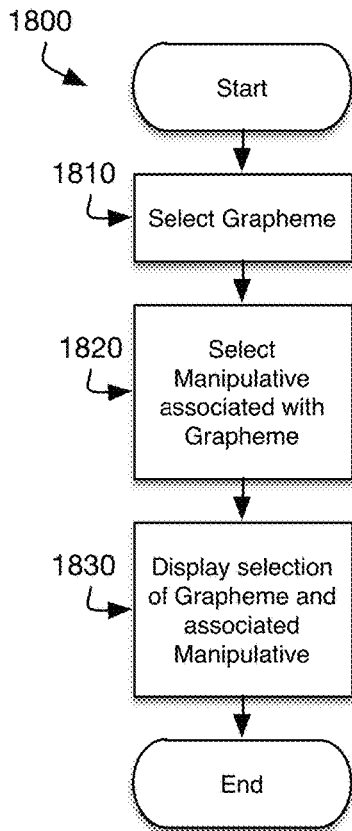 1800
Start
1810
Select Grapheme
1820
Select
Manipulative
associated with
Grapheme
1830
Display selection
of Grapheme and
associated
Manipulative
End